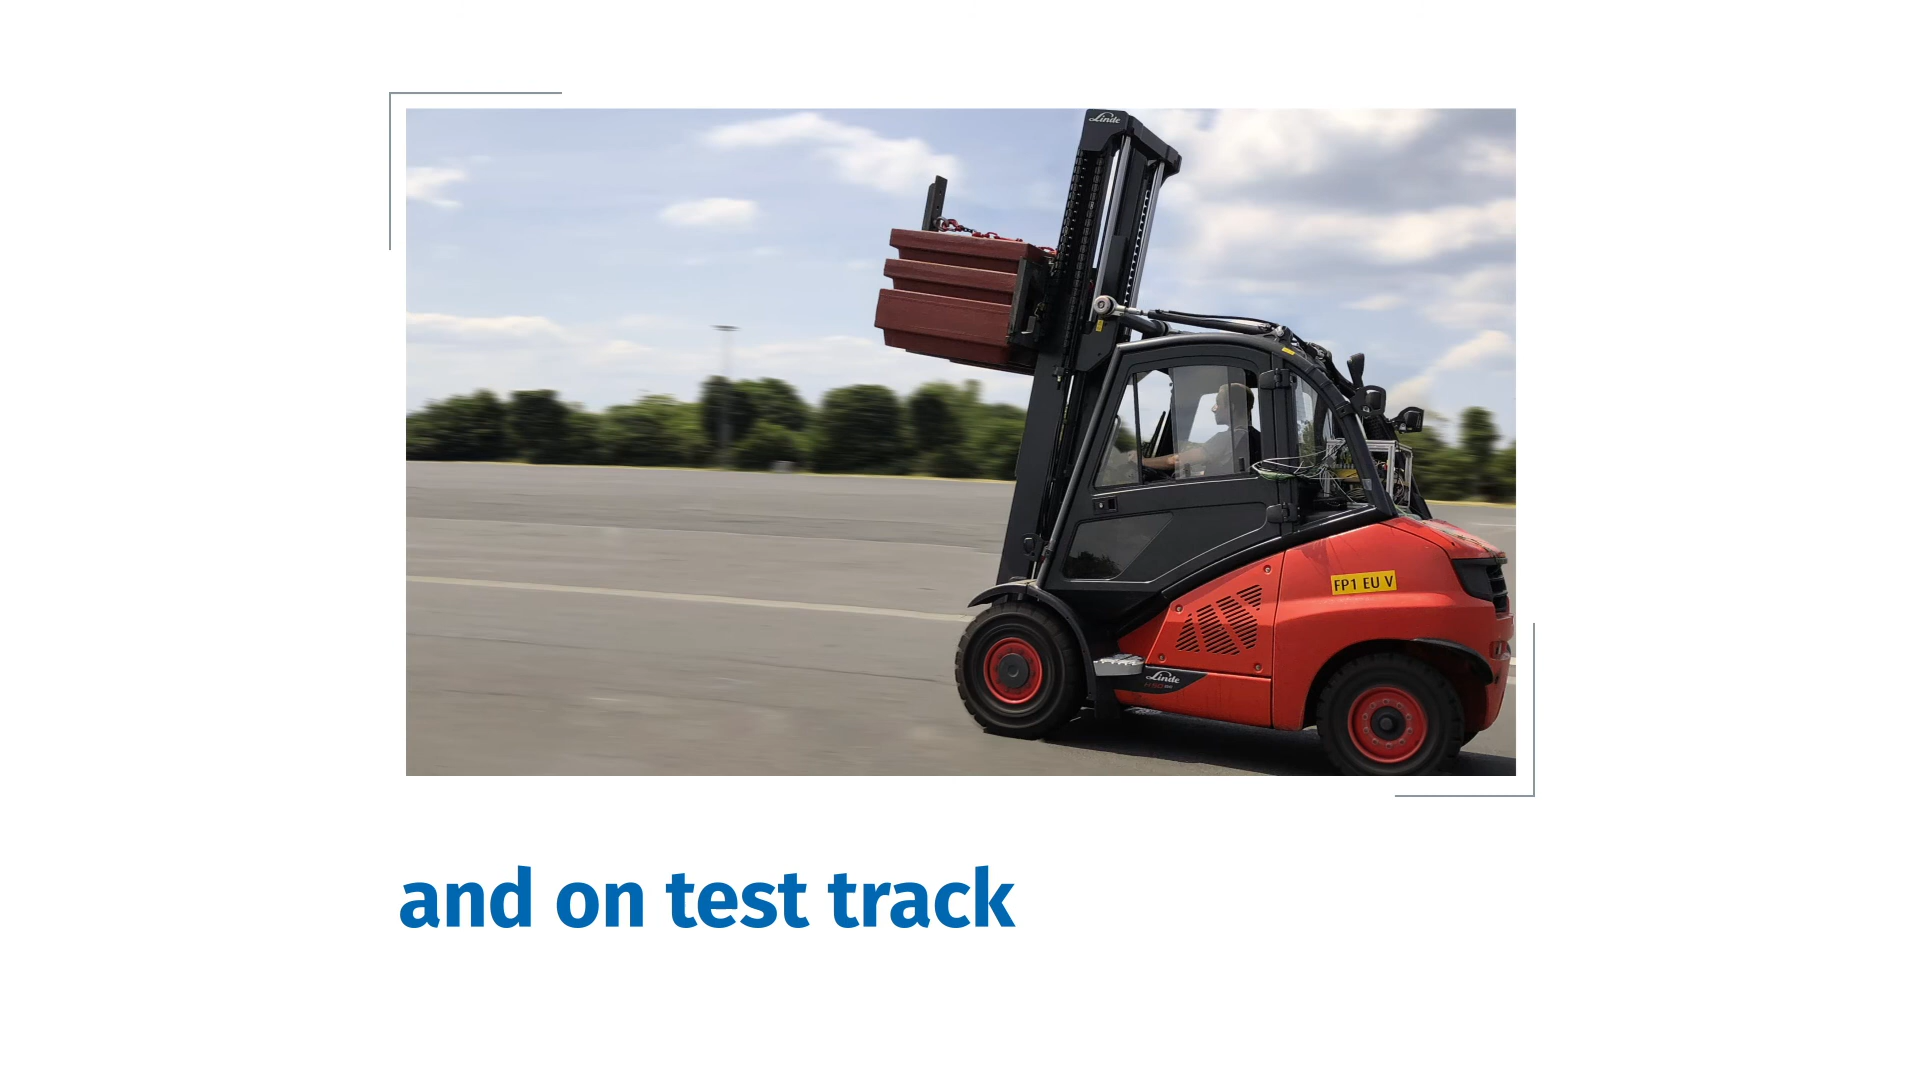 Linde
FP1 EU V
Linde
and on test track